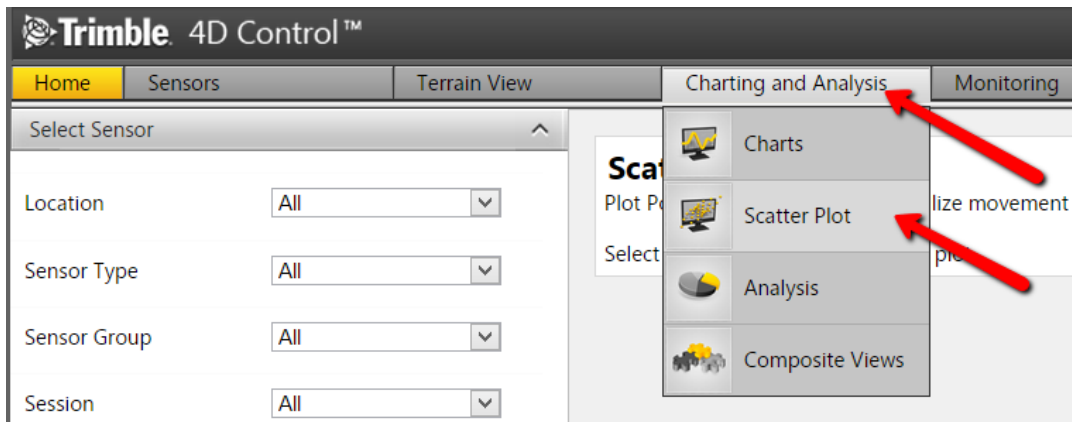 Trimble. 4D Control™
Home Sensors Terrain View Charting and Analysis Monitoring
Select Sensor
Location All
Sensor Type All
Sensor Group All
Session All
Charts
Scatter Plot
Analysis
Composite Views
Scat
Plot Po lize movement
Select